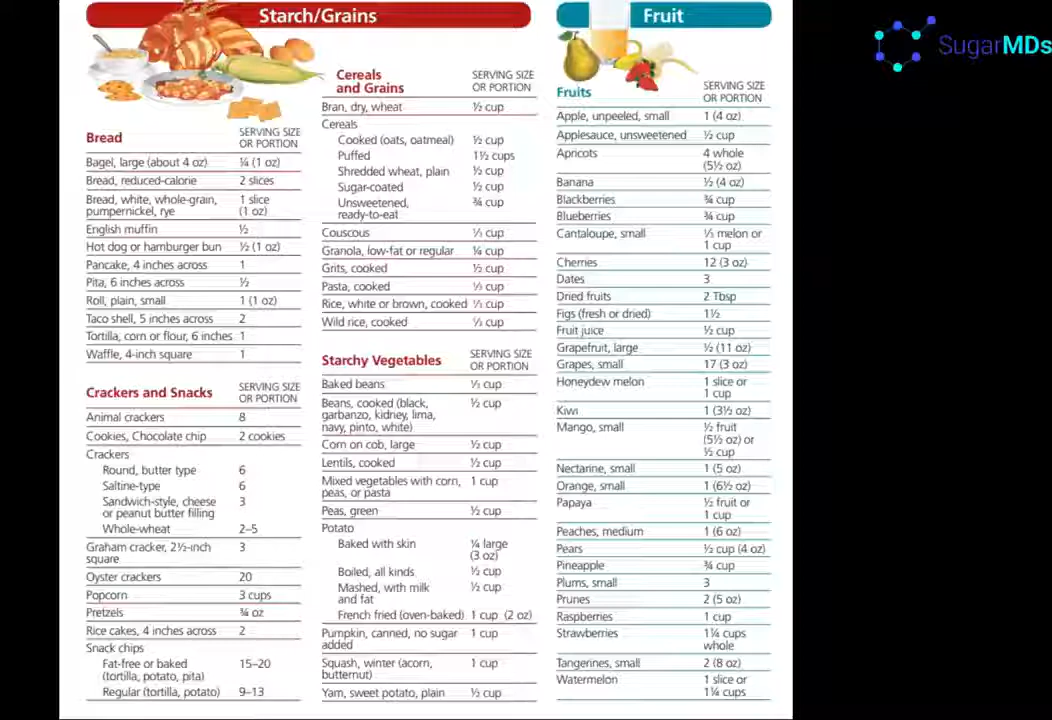 Starch/Grains
Bread SERVING SIZE
OR PORTION
Bagel, large (about 4 oz) ¼ (1 oz)
Bread, reduced-calorie 2 slices
Bread, white, whole-grain, 1 slice
pumpernickel, rye (1 oz)
English muffin ½
Hot dog or hamburger bun ½ (1 oz)
Pancake, 4 inches across 1
Pita, 6 inches across ½
Roll, plain, small 1 (1 oz)
Taco shell, 5 inches across 2
Tortilla, corn or flour, 6 inches 1
Waffle, 4-inch square 1
Crackers and Snacks SERVING SIZE
OR PORTION
Animal crackers 8
Cookies, Chocolate chip 2 cookies
Crackers
Round, butter type 6
Saltine-type 6
Sandwich-style, cheese 3
or peanut butter filling
Whole-wheat 2–5
Graham cracker, 2½-inch 3
square
Oyster crackers 20
Popcorn 3 cups
Pretzels ¾ oz
Rice cakes, 4 inches across 2
Snack chips
Fat-free or baked 15–20
(tortilla, potato, pita)
Regular (tortilla, potato) 9–13
Cereals SERVING SIZE
and Grains OR PORTION
Bran, dry, wheat ½ cup
Cereals
Cooked (oats, oatmeal) ½ cup
Puffed 1½ cups
Shredded wheat, plain ½ cup
Sugar-coated ½ cup
Unsweetened, ¾ cup
ready-to-eat
Couscous ⅓ cup
Granola, low-fat or regular ¼ cup
Grits, cooked ½ cup
Pasta, cooked ⅓ cup
Rice, white or brown, cooked ⅓ cup
Wild rice, cooked ⅓ cup
Starchy Vegetables SERVING SIZE
OR PORTION
Baked beans ⅓ cup
Beans, cooked (black, ½ cup
garbanzo, kidney, lima,
navy, pinto, white)
Corn on cob, large ½ cup
Lentils, cooked ½ cup
Mixed vegetables with corn, 1 cup
peas, or pasta
Peas, green ½ cup
Potato
Baked with skin ¼ large
(3 oz)
Boiled, all kinds ½ cup
Mashed, with milk ½ cup
and fat
French fried (oven-baked) 1 cup (2 oz)
Pumpkin, canned, no sugar 1 cup
added
Squash, winter (acorn, 1 cup
butternut)
Yam, sweet potato, plain ½ cup
Fruit
Fruits SERVING SIZE
OR PORTION
Apple, unpeeled, small 1 (4 oz)
Applesauce, unsweetened ½ cup
Apricots 4 whole
(5½ oz)
Banana ½ (4 oz)
Blackberries ¾ cup
Blueberries ¾ cup
Cantaloupe, small ⅓ melon or
1 cup
Cherries 12 (3 oz)
Dates 3
Dried fruits 2 Tbsp
Figs (fresh or dried) 1½
Fruit juice ½ cup
Grapefruit, large ½ (11 oz)
Grapes, small 17 (3 oz)
Honeydew melon 1 slice or
1 cup
Kiwi 1 (3½ oz)
Mango, small ½ fruit
(5½ oz) or
½ cup
Nectarine, small 1 (5 oz)
Orange, small 1 (6½ oz)
Papaya ½ fruit or
1 cup
Peaches, medium 1 (6 oz)
Pears ½ cup (4 oz)
Pineapple ¾ cup
Plums, small 3
Prunes 2 (5 oz)
Raspberries 1 cup
Strawberries 1¼ cups
whole
Tangerines, small 2 (8 oz)
Watermelon 1 slice or
1¼ cups
SugarMDs